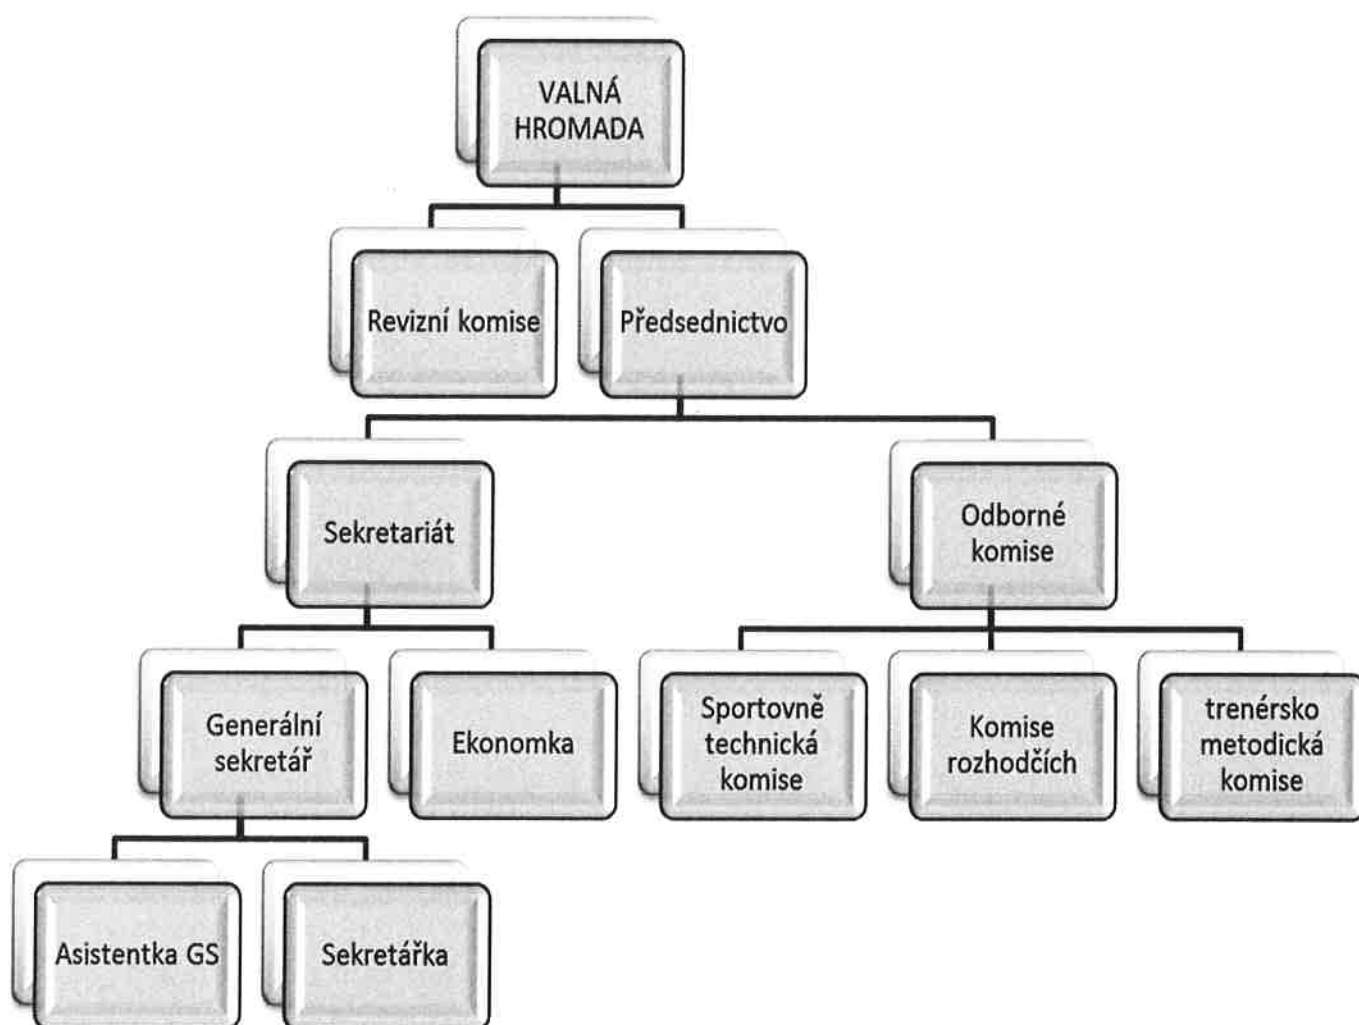 VALNÁ
HROMADA
Revizní komise
Předsednictvo
Sekretariát
Odborné
komise
Generální
sekretář
Ekonomka
Sportovně
technická
komise
Komise
rozhodčích
trenérsko
metodická
komise
Asistentka GS
Sekretářka